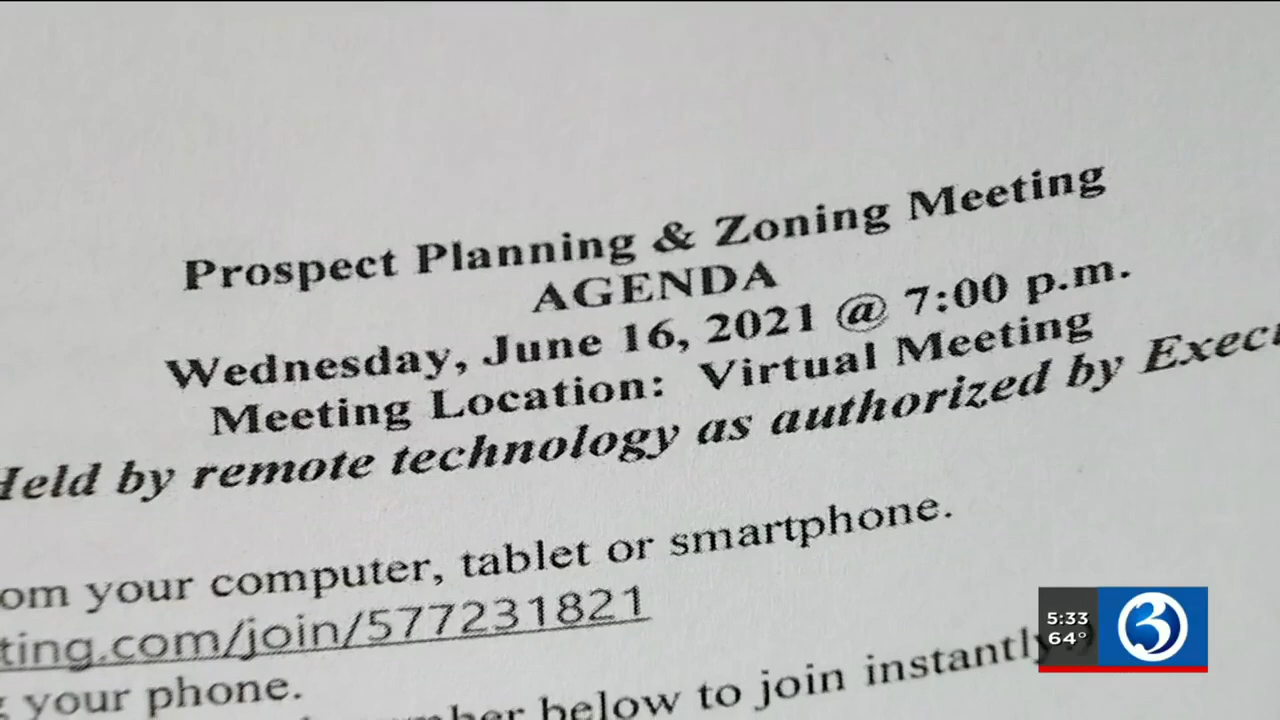 Prospect Planning & Zoning Meeting
AGENDA
Wednesday, June 16, 2021 @ 7:00 p.m.
Meeting Location: Virtual Meeting
Held by remote technology as authorized by
om your computer, tablet or smartphone.
ting.com/join/577231821
your phone.
below to join instantly
5:33
64°
3